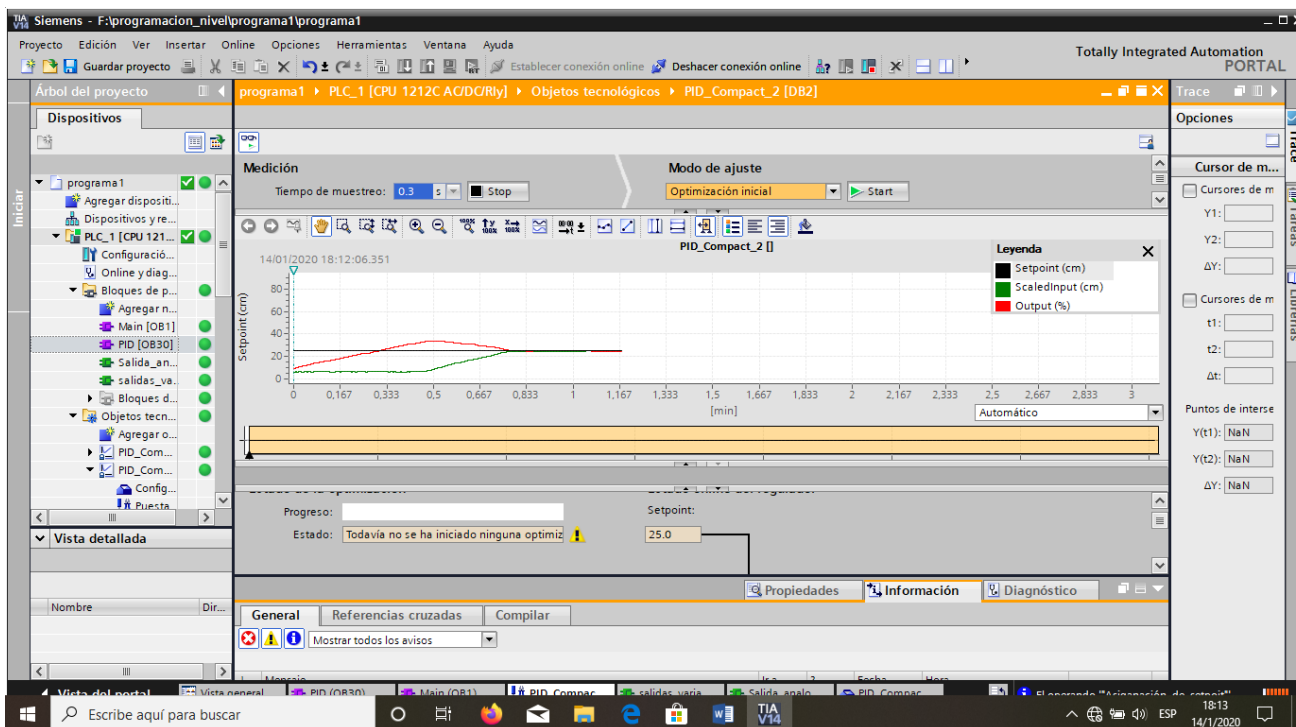 Siemens - F:\programacion_nivel\programa1\programa1
Proyecto Edición Ver Insertar Online Opciones Herramientas Ventana Ayuda
Totally Integrated Automation
PORTAL
Guardar proyecto
Establecer conexión online
Deshacer conexión online
Árbol del proyecto
programa1 PLC_1 [CPU 1212C AC/DC/Rly] Objetos tecnológicos PID_Compact_2 [DB2]
Trace
Dispositivos
Opciones
Iniciar
programa1
Agregar dispositi...
Dispositivos y re...
PLC_1 [CPU 121...
Configuració...
Online y diag...
Bloques de p...
Agregar n...
Main [OB1]
PID [OB30]
Salida_an...
salidas_va...
Bloques d...
Objetos tecn...
Agregar o...
PID_Com...
PID_Com...
Config...
Puesta
Vista detallada
Nombre Dir...
Medición
Tiempo de muestreo: 0.3 s Stop
Modo de ajuste
Optimización inicial Start
PID_Compact_2 []
14/01/2020 18:12:06.351
Leyenda
Setpoint (cm)
ScaledInput (cm)
Output (%)
Setpoint (cm)
80
60
40
20
0
0 0,167 0,333 0,5 0,667 0,833 1 1,167 1,333 1,5 1,667 1,833 2 2,167 2,333 2,5 2,667 2,833 3
[min]
Automático
Progreso:
Estado: Todavía no se ha iniciado ninguna optimiz
Setpoint:
25.0
Propiedades
Información
Diagnóstico
General Referencias cruzadas Compilar
Mostrar todos los avisos
Mensaje Ir a ? Fecha Hora
Cursor de m...
Cursores de m
Y1:
Y2:
ΔY:
Cursores de m
t1:
t2:
Δt:
Puntos de interse
Y(t1): NaN
Y(t2): NaN
ΔY: NaN
Trace
Tareas
Librerías
Vista del portal
Vista general
PID (OB30)
Main (OB1)
PID_Compac...
salidas_varia...
Salida_analo...
PID_Compac...
Escribe aquí para buscar
TIA
V14
ESP
18:13
14/1/2020